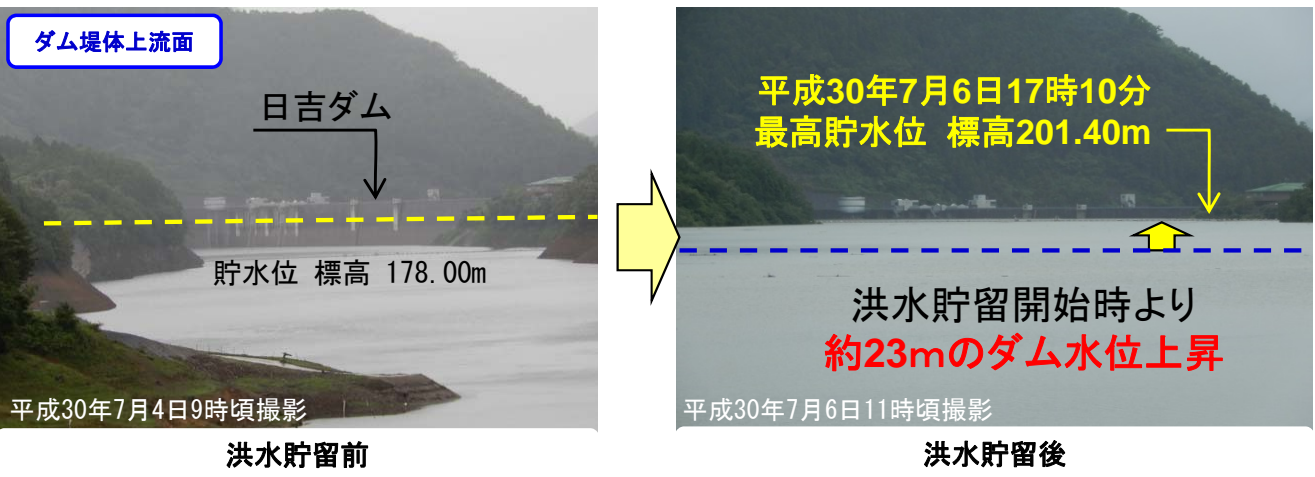 ダム堤体上流面
日吉ダム
貯水位 標高 178.00m
平成30年7月4日9時頃撮影
洪水貯留前
平成30年7月6日17時10分
最高貯水位 標高201.40m
洪水貯留開始時より
約23mのダム水位上昇
平成30年7月6日11時頃撮影
洪水貯留後